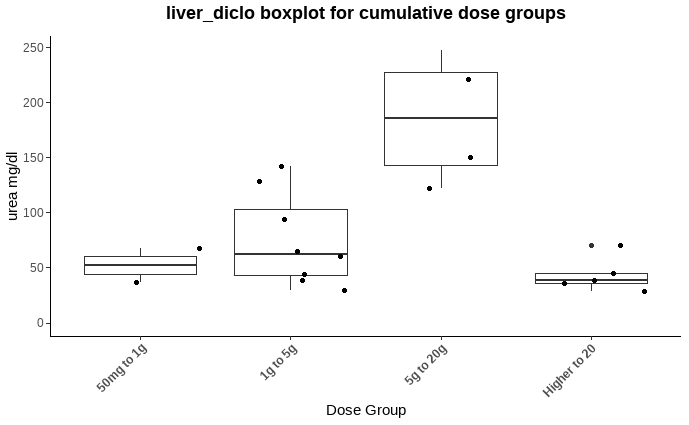 liver_diclo boxplot for cumulative dose groups
urea mg/dl
250
200
150
100
50
0
50mg to 1g
1g to 5g
5g to 20g
Higher to 20
Dose Group